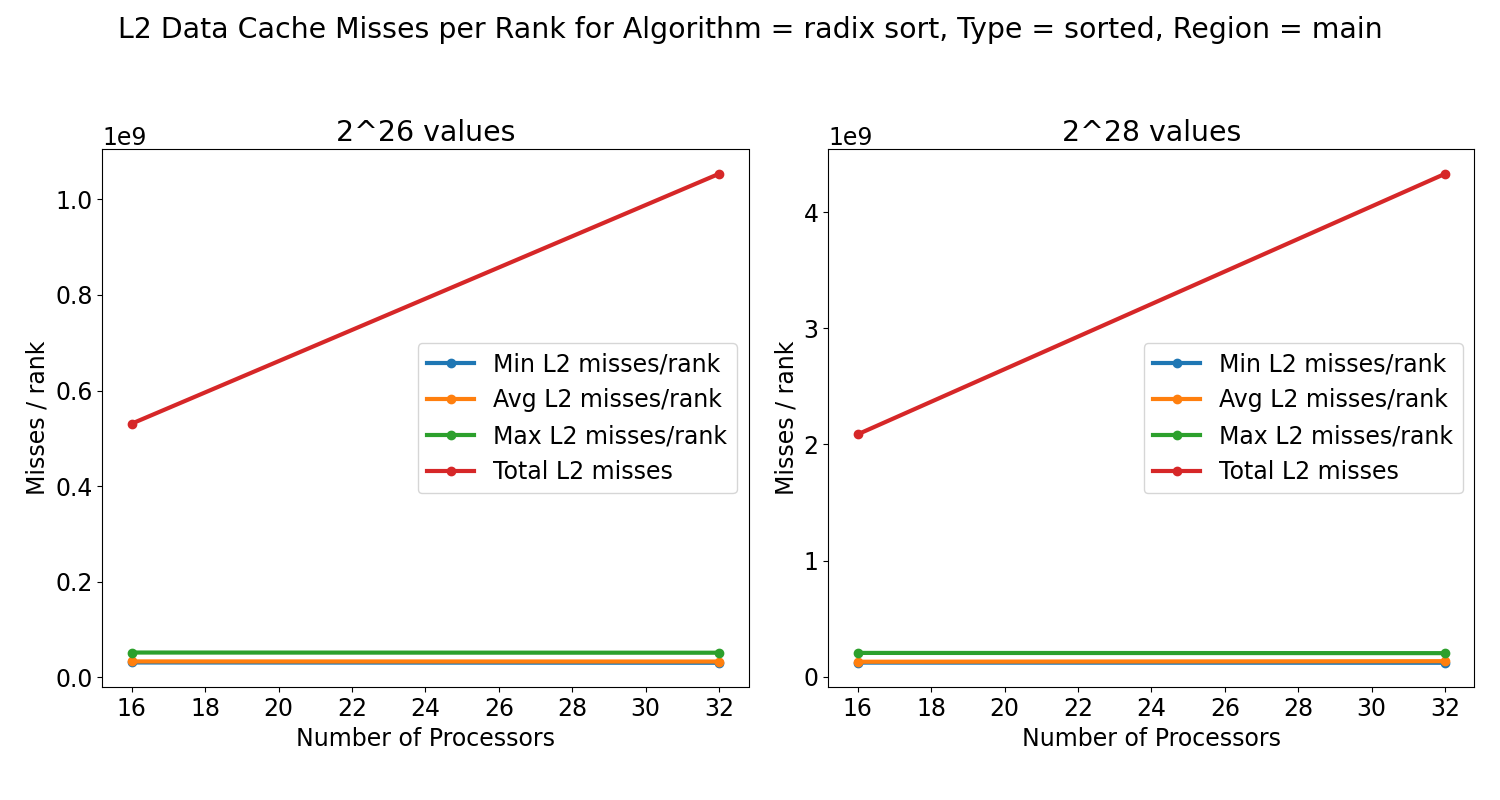 L2 Data Cache Misses per Rank for Algorithm = radix sort, Type = sorted, Region = main
2^26 values
1e9
1.0
0.8
0.6
0.4
0.2
0.0
Misses / rank
Min L2 misses/rank
Avg L2 misses/rank
Max L2 misses/rank
Total L2 misses
16 18 20 22 24 26 28 30 32
Number of Processors
2^28 values
1e9
4
3
2
1
0
Misses / rank
Min L2 misses/rank
Avg L2 misses/rank
Max L2 misses/rank
Total L2 misses
16 18 20 22 24 26 28 30 32
Number of Processors